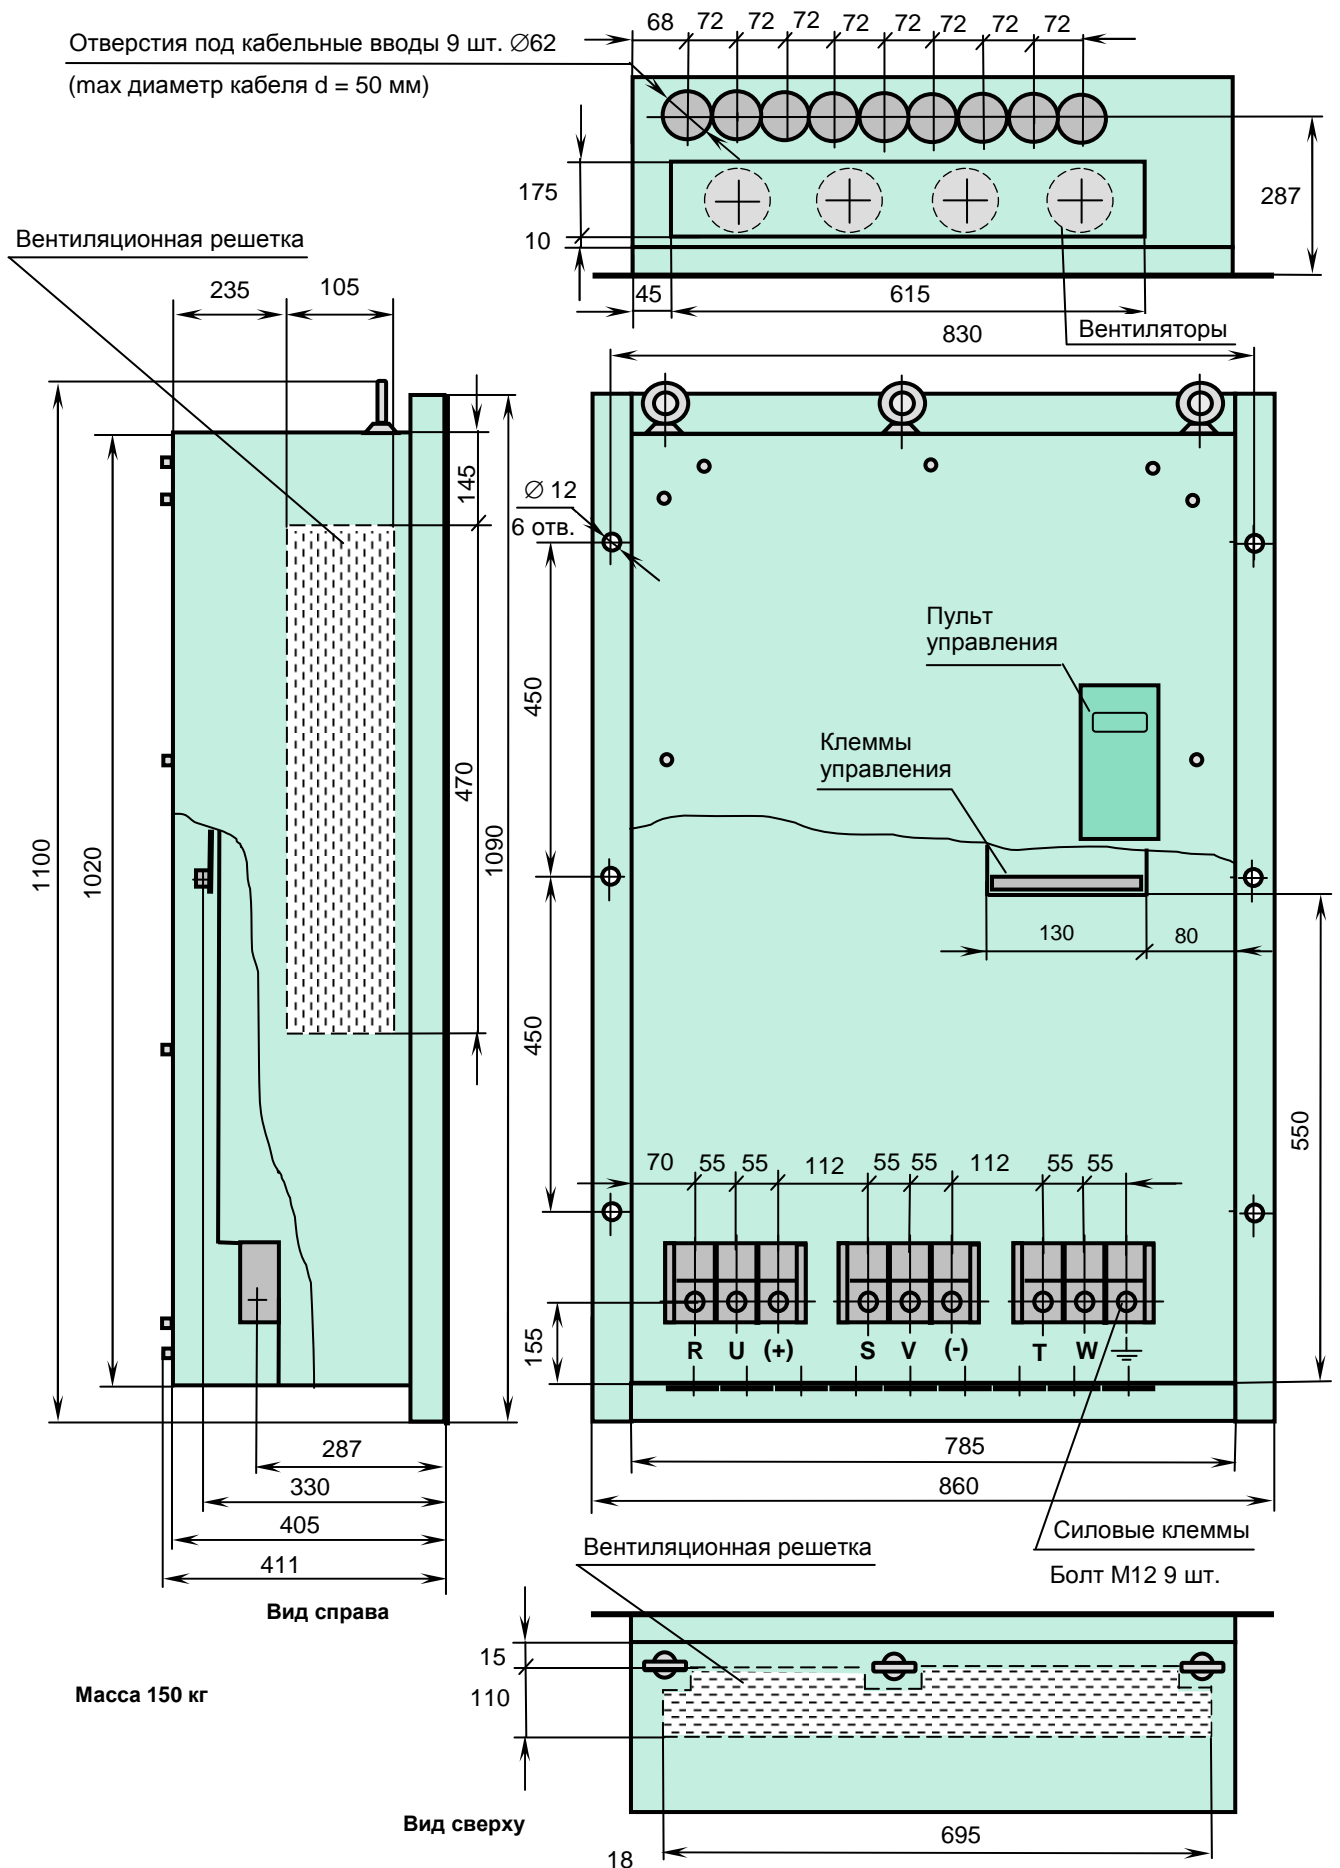 68 72 72 72 72 72 72 72 72
Отверстия под кабельные вводы 9 шт. ∅62
(max диаметр кабеля d = 50 мм)
175
287
10
Вентиляционная решетка
235 105
45 615
Вентиляторы
830
145
∅ 12
6 отв.
Пульт
управления
450
Клеммы
управления
470
1100
1020
1090
130 80
450
550
70 55 55 112 55 55 112 55 55
155
R U (+) S V (-) T W
287
785
330
860
405
Силовые клеммы
411
Вентиляционная решетка
Болт М12 9 шт.
Вид справа
15
Масса 150 кг
110
Вид сверху
695
18